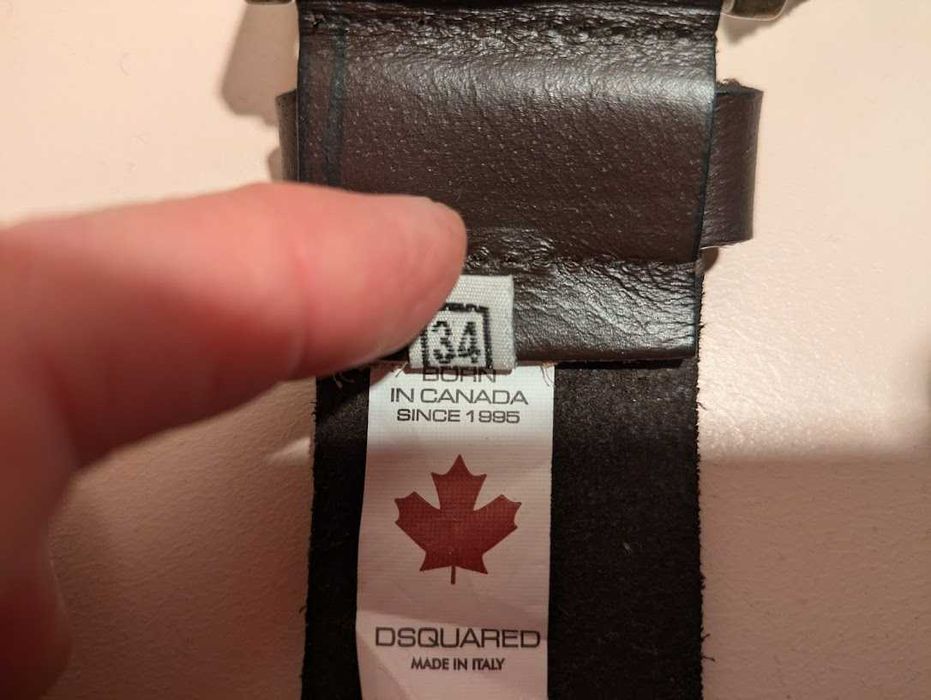 34
BORN
IN CANADA
SINCE 1995
DSQUARED
MADE IN ITALY